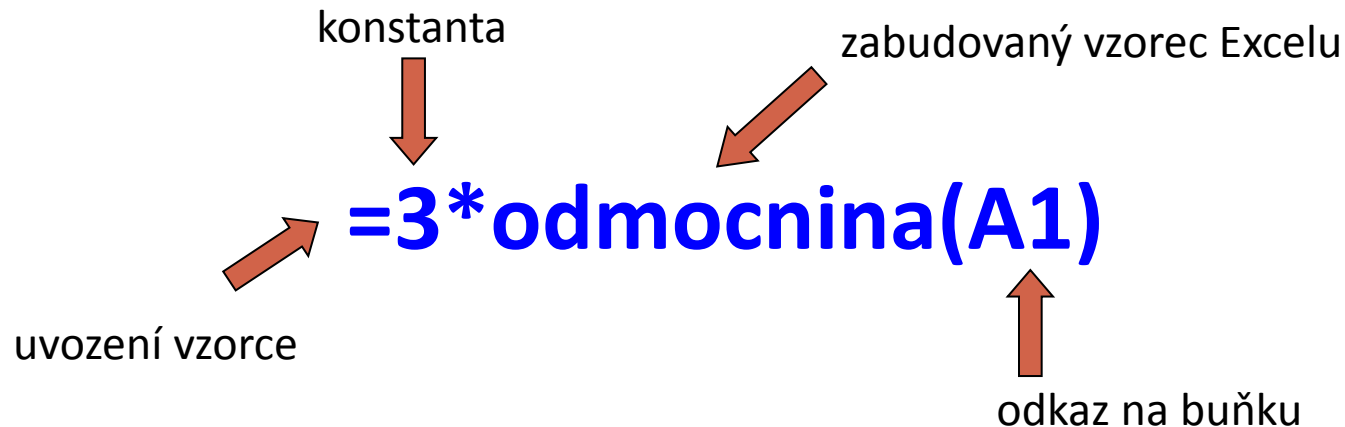 konstanta
zabudovaný vzorec Excelu
=3*odmocnina(A1)
uvození vzorce
odkaz na buňku